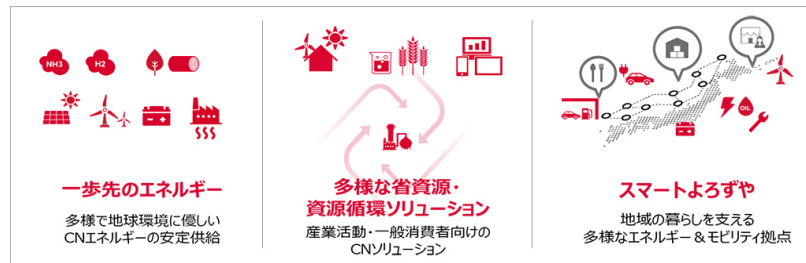 NH3
H2
一歩先のエネルギー
多様で地球環境に優しい
CNエネルギーの安定供給
多様な省資源・
資源循環ソリューション
産業活動・一般消費者向けの
CNソリューション
OIL
スマートよろずや
地域の暮らしを支える
多様なエネルギー＆モビリティ拠点